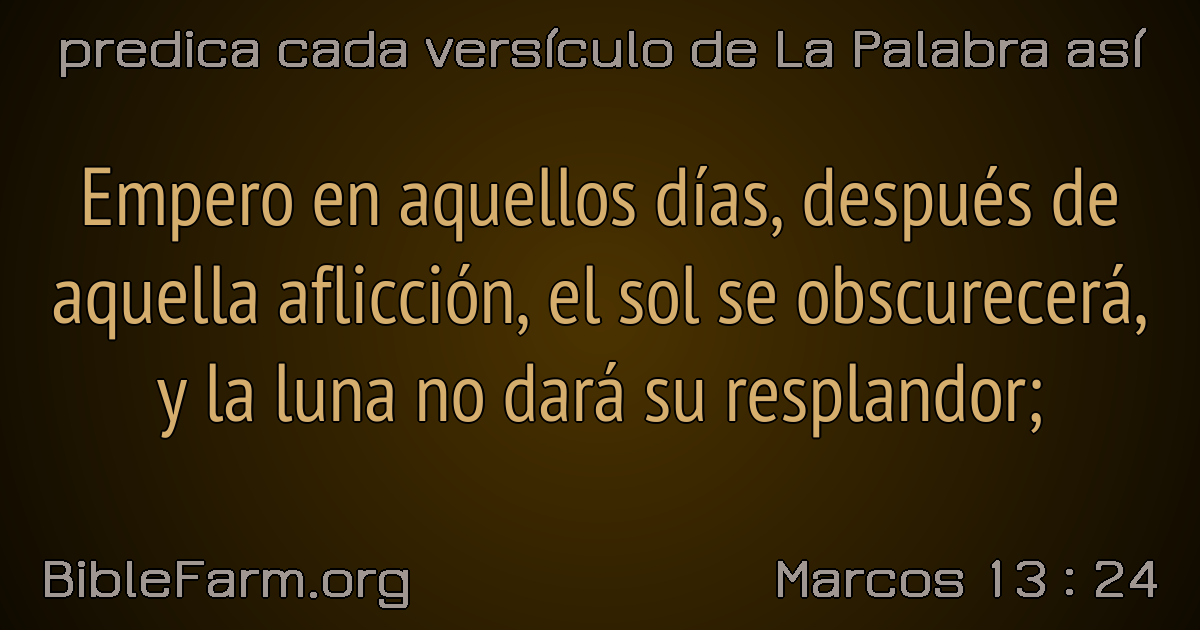 predica cada versículo de La Palabra así
Empero en aquellos días, después de
aquella aflicción, el sol se obscurecerá,
y la luna no dará su resplandor;
BibleFarm.org
Marcos 13 : 24